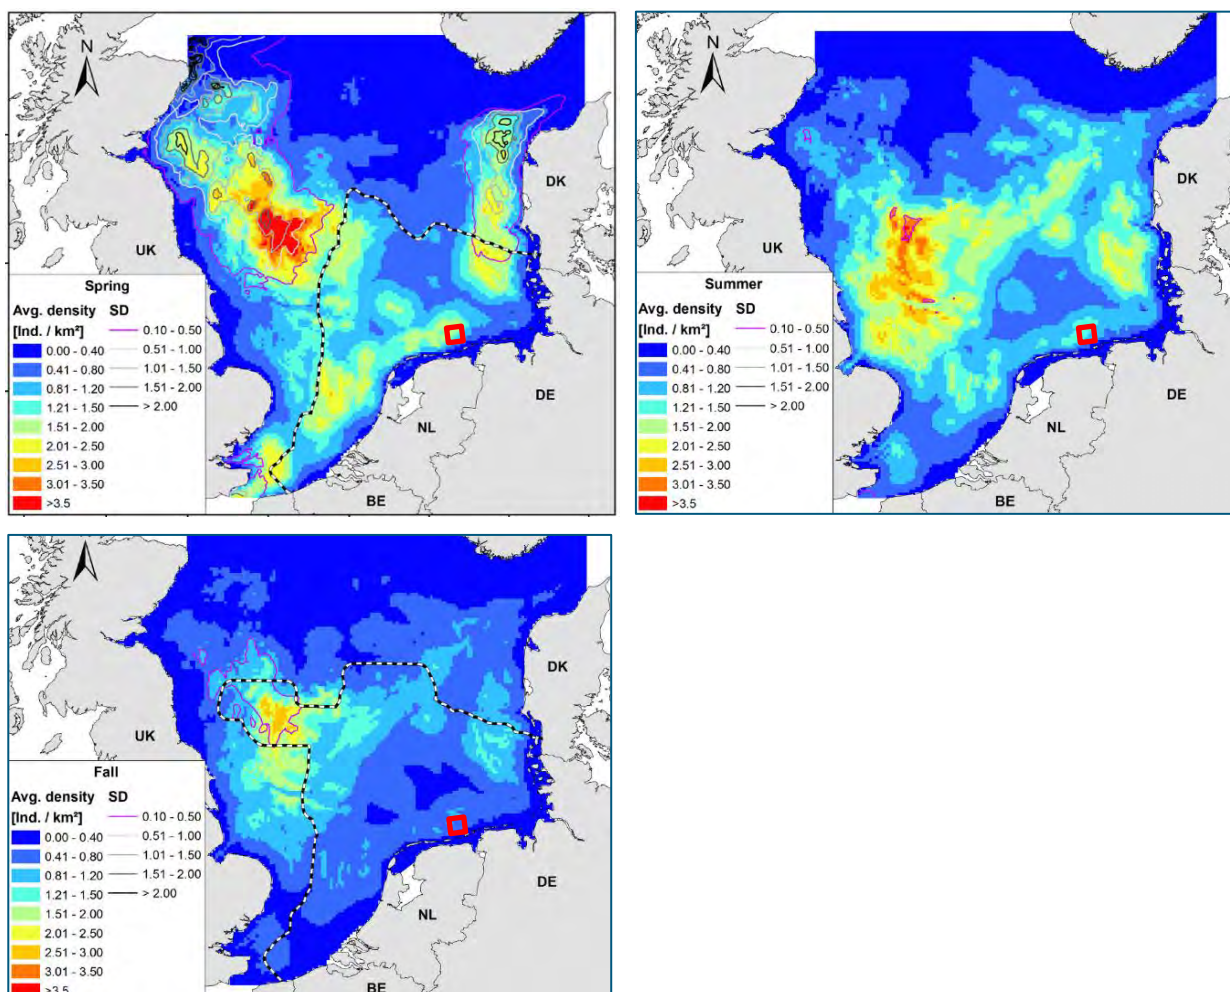 N
DK
UK
DE
NL
BE
Spring
Avg. density SD
[Ind. / km²]
0.10 - 0.50
0.00 - 0.40
0.51 - 1.00
0.41 - 0.80
1.01 - 1.50
0.81 - 1.20
1.51 - 2.00
1.21 - 1.50
> 2.00
1.51 - 2.00
2.01 - 2.50
2.51 - 3.00
3.01 - 3.50
>3.5
N
DK
UK
DE
NL
BE
Summer
Avg. density SD
[Ind. / km²]
0.10 - 0.50
0.00 - 0.40
0.51 - 1.00
0.41 - 0.80
1.01 - 1.50
0.81 - 1.20
1.51 - 2.00
1.21 - 1.50
> 2.00
1.51 - 2.00
2.01 - 2.50
2.51 - 3.00
3.01 - 3.50
>3.5
DK
UK
DE
NL
BE
Fall
Avg. density SD
[Ind. / km²]
0.10 - 0.50
0.00 - 0.40
0.51 - 1.00
0.41 - 0.80
1.01 - 1.50
0.81 - 1.20
1.51 - 2.00
1.21 - 1.50
> 2.00
1.51 - 2.00
2.01 - 2.50
2.51 - 3.00
3.01 - 3.50
>3.5